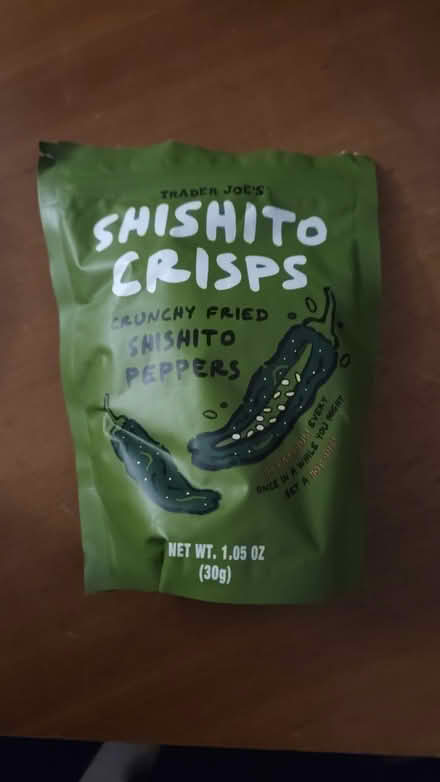 TRADER JOE'S
SHISHITO
CRISPS
CRUNCHY FRIED
SHISHITO
PEPPERS
EVERY
ONCE IN A WHILE YOU MIGHT
GET A HOT ONE
NET WT. 1.05 OZ
(30g)